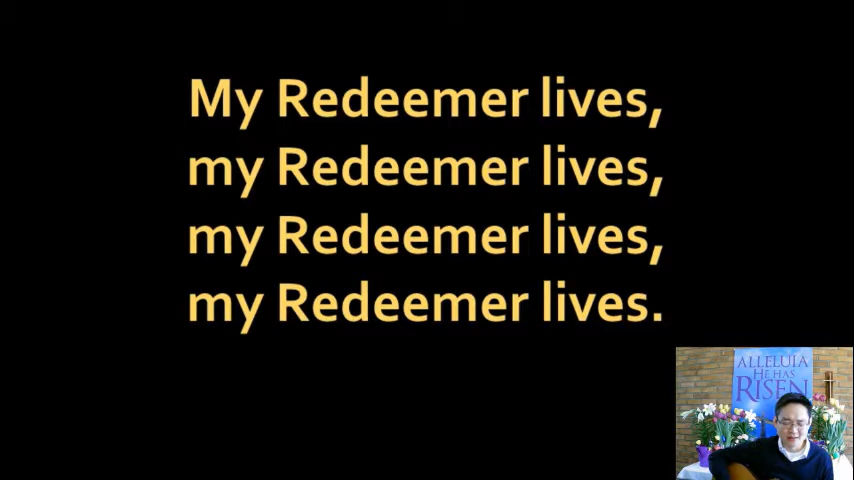 My Redeemer lives,
my Redeemer lives,
my Redeemer lives,
my Redeemer lives.
ALLELUIA
HE HAS
RISEN